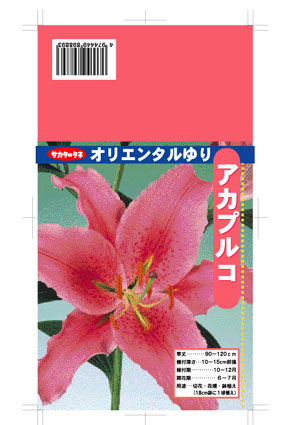 4 974449 898893
サカタのタネ
オリエンタルゆり
アカプルコ
草丈………90〜120cm
植付深さ…10〜15cm前後
植付期…………10〜12月
開花期…………6〜7月
用途…切花・花壇・鉢植え
(18cm鉢に1球植え)